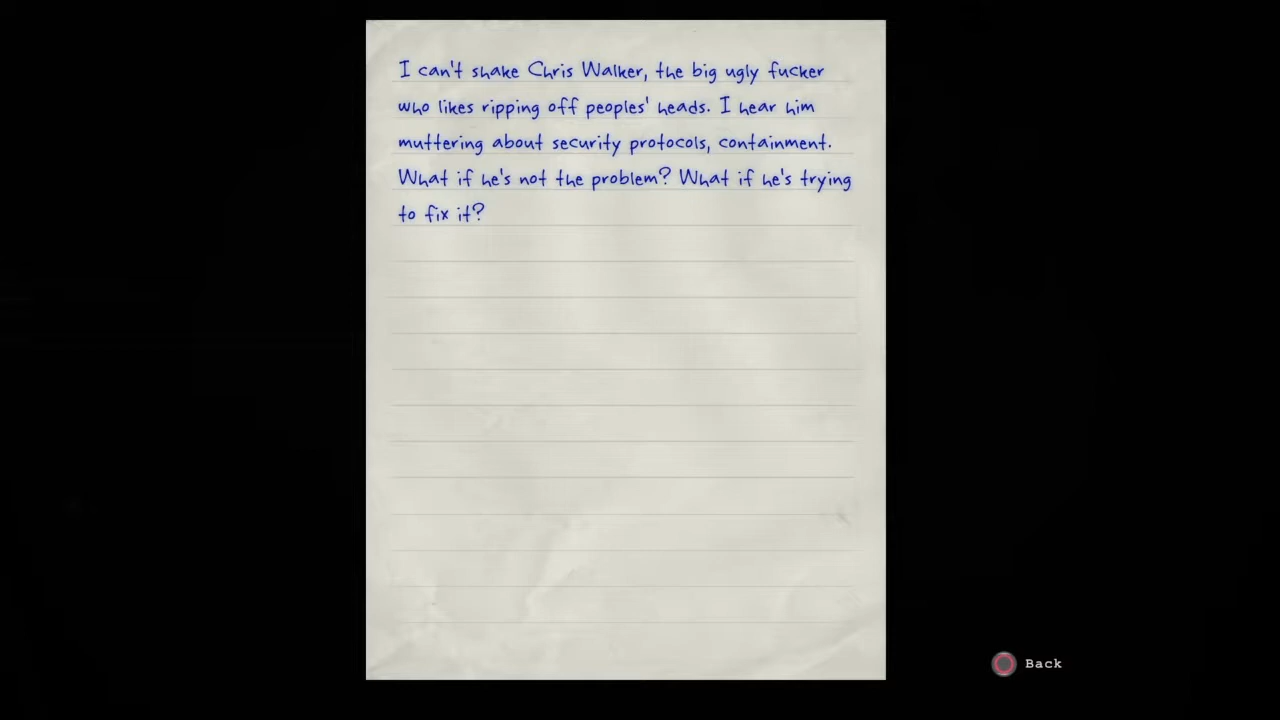 I can't shake Chris Walker, the big ugly fucker
who likes ripping off peoples' heads. I hear him
muttering about security protocols, containment.
What if he's not the problem? What if he's trying
to fix it?
Back